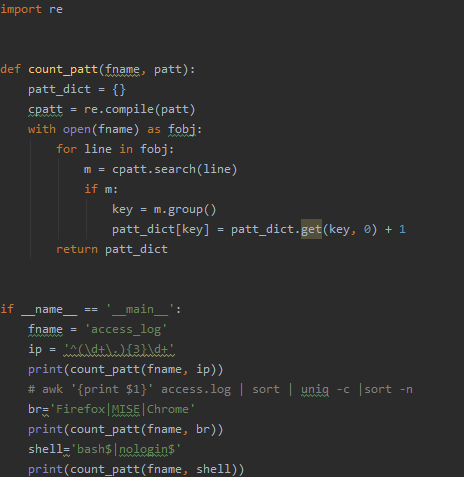 import re
def count_patt(fname, patt):
    patt_dict = {}
    cpatt = re.compile(patt)
    with open(fname) as fobj:
        for line in fobj:
            m = cpatt.search(line)
            if m:
                key = m.group()
                patt_dict[key] = patt_dict.get(key, 0) + 1
        return patt_dict
if __name__ == '__main__':
    fname = 'access_log'
    ip = '^(\d+\.){3}\d+'
    print(count_patt(fname, ip))
    # awk '{print $1}' access.log | sort | uniq -c |sort -n
    br='Firefox|MISE|Chrome'
    print(count_patt(fname, br))
    shell='bash$|nologin$'
    print(count_patt(fname, shell))